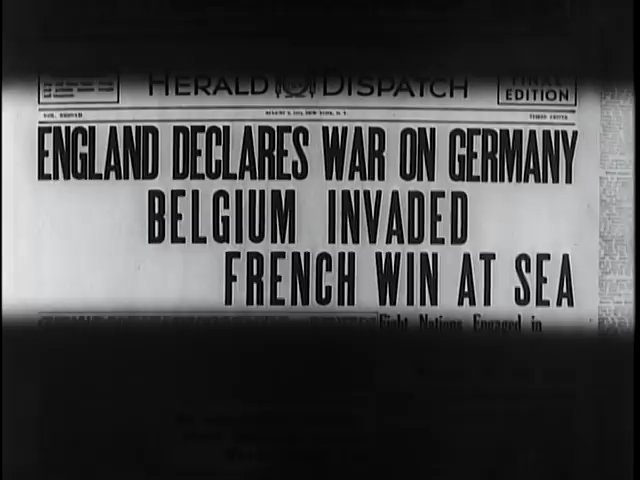 HERALD DISPATCH
FINAL
EDITION
ENGLAND DECLARES WAR ON GERMANY
BELGIUM INVADED
FRENCH WIN AT SEA
Eight Nations Engaged in